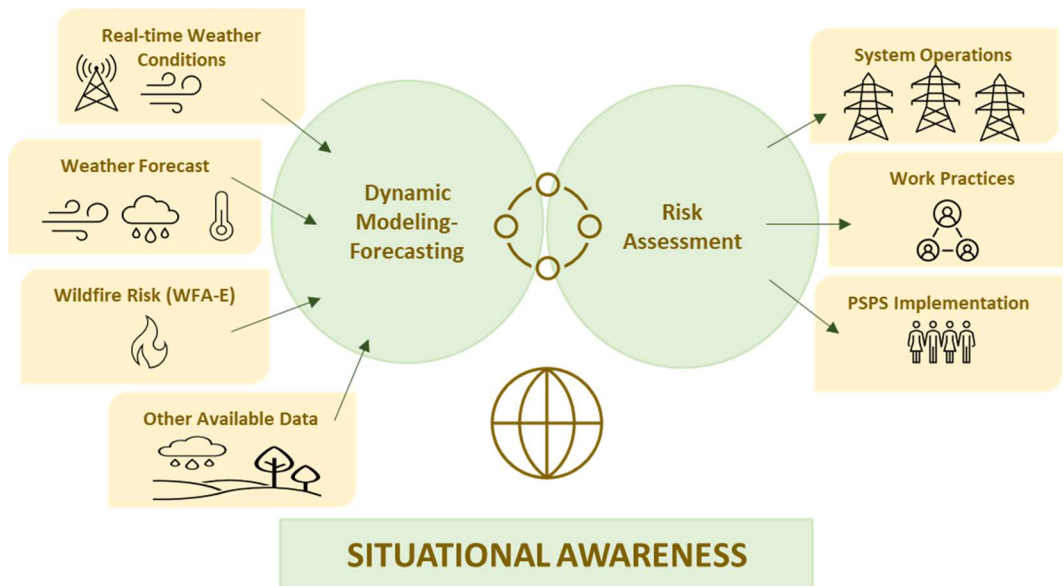 Real-time Weather
Conditions
Weather Forecast
Wildfire Risk (WFA-E)
Other Available Data
Dynamic
Modeling-
Forecasting
Risk
Assessment
System Operations
Work Practices
PSPS Implementation
SITUATIONAL AWARENESS